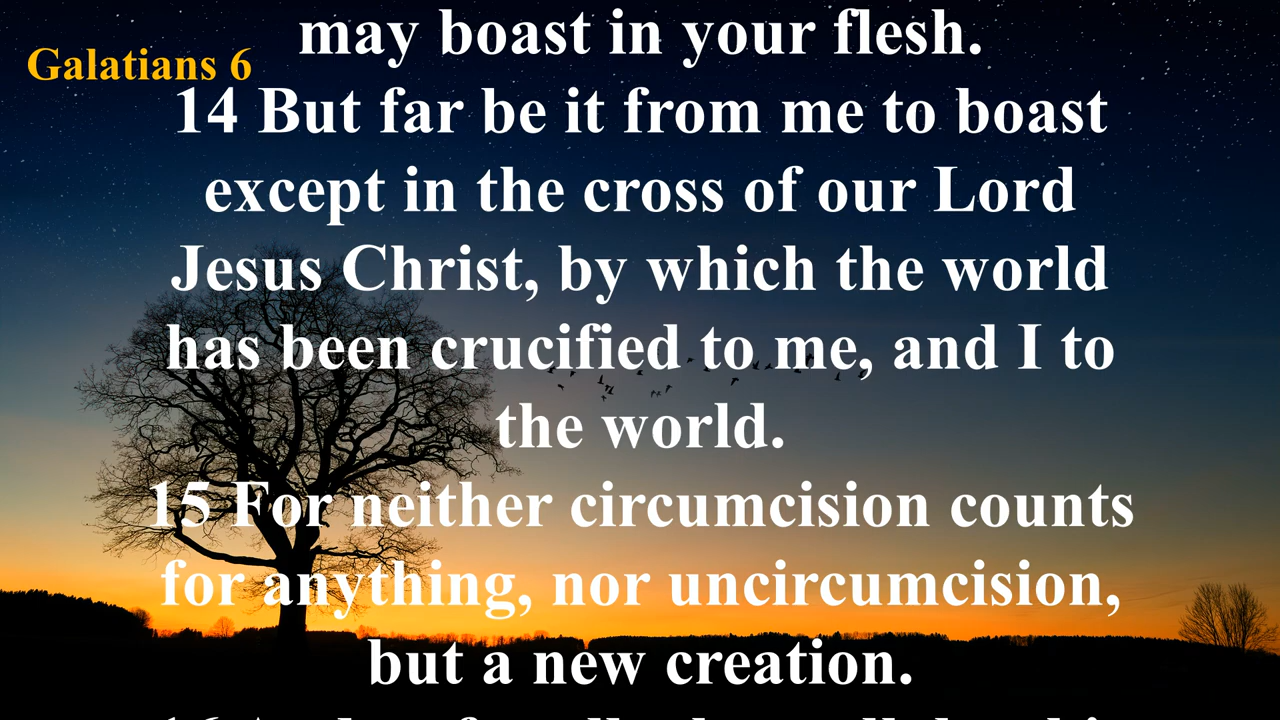 may boast in your flesh.
Galatians 6
14 But far be it from me to boast
except in the cross of our Lord
Jesus Christ, by which the world
has been crucified to me, and I to
the world.
15 For neither circumcision counts
for anything, nor uncircumcision,
but a new creation.